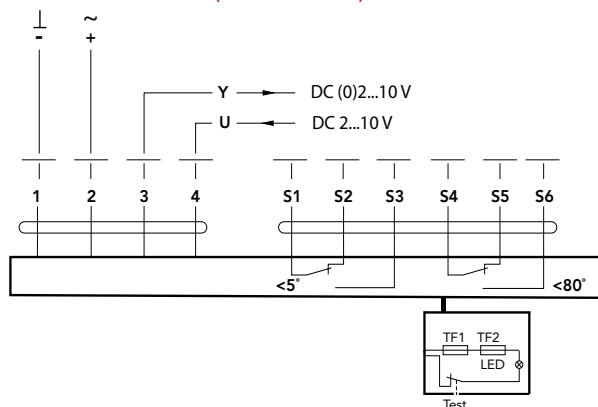 ⊥ ~
- +
Y DC (0)2...10 V
U DC 2...10 V
1 2 3 4 S1 S2 S3 S4 S5 S6
<5° <80°
TF1 TF2
LED
Test